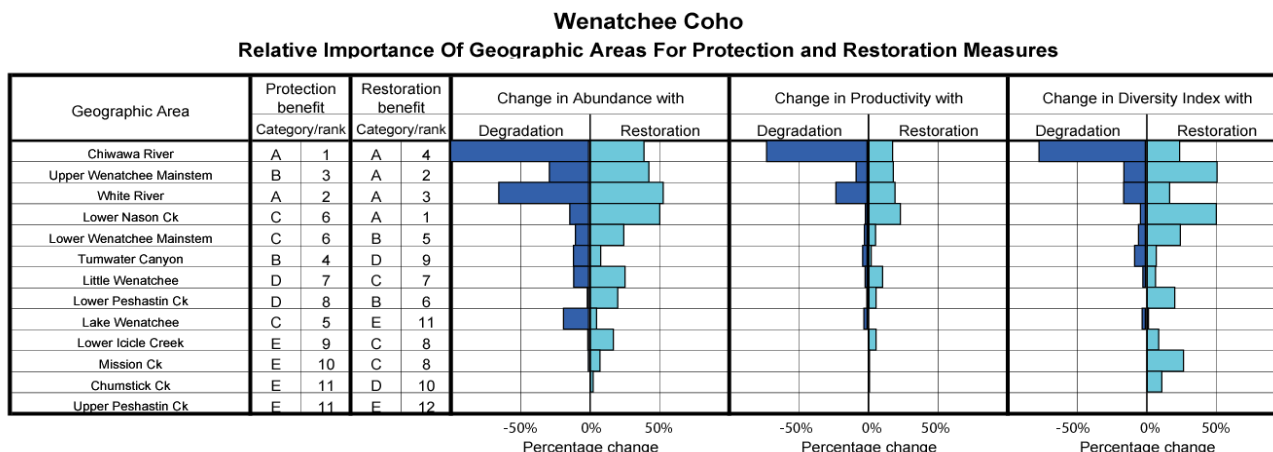 Wenatchee Coho
Relative Importance Of Geographic Areas For Protection and Restoration Measures
Geographic Area
Protection benefit
Restoration benefit
Change in Abundance with
Change in Productivity with
Change in Diversity Index with
Category/rank
Category/rank
Degradation
Restoration
Degradation
Restoration
Degradation
Restoration
Chiwawa River A 1 A 4
Upper Wenatchee Mainstem B 3 A 2
White River A 2 A 3
Lower Nason Ck C 6 A 1
Lower Wenatchee Mainstem C 6 B 5
Tumwater Canyon B 4 D 9
Little Wenatchee D 7 C 7
Lower Peshastin Ck D 8 B 6
Lake Wenatchee C 5 E 11
Lower Icicle Creek E 9 C 8
Mission Ck E 10 C 8
Chumstick Ck E 11 D 10
Upper Peshastin Ck E 11 E 12
-50% 0% 50% -50% 0% 50% -50% 0% 50%
Percentage change Percentage change Percentage change